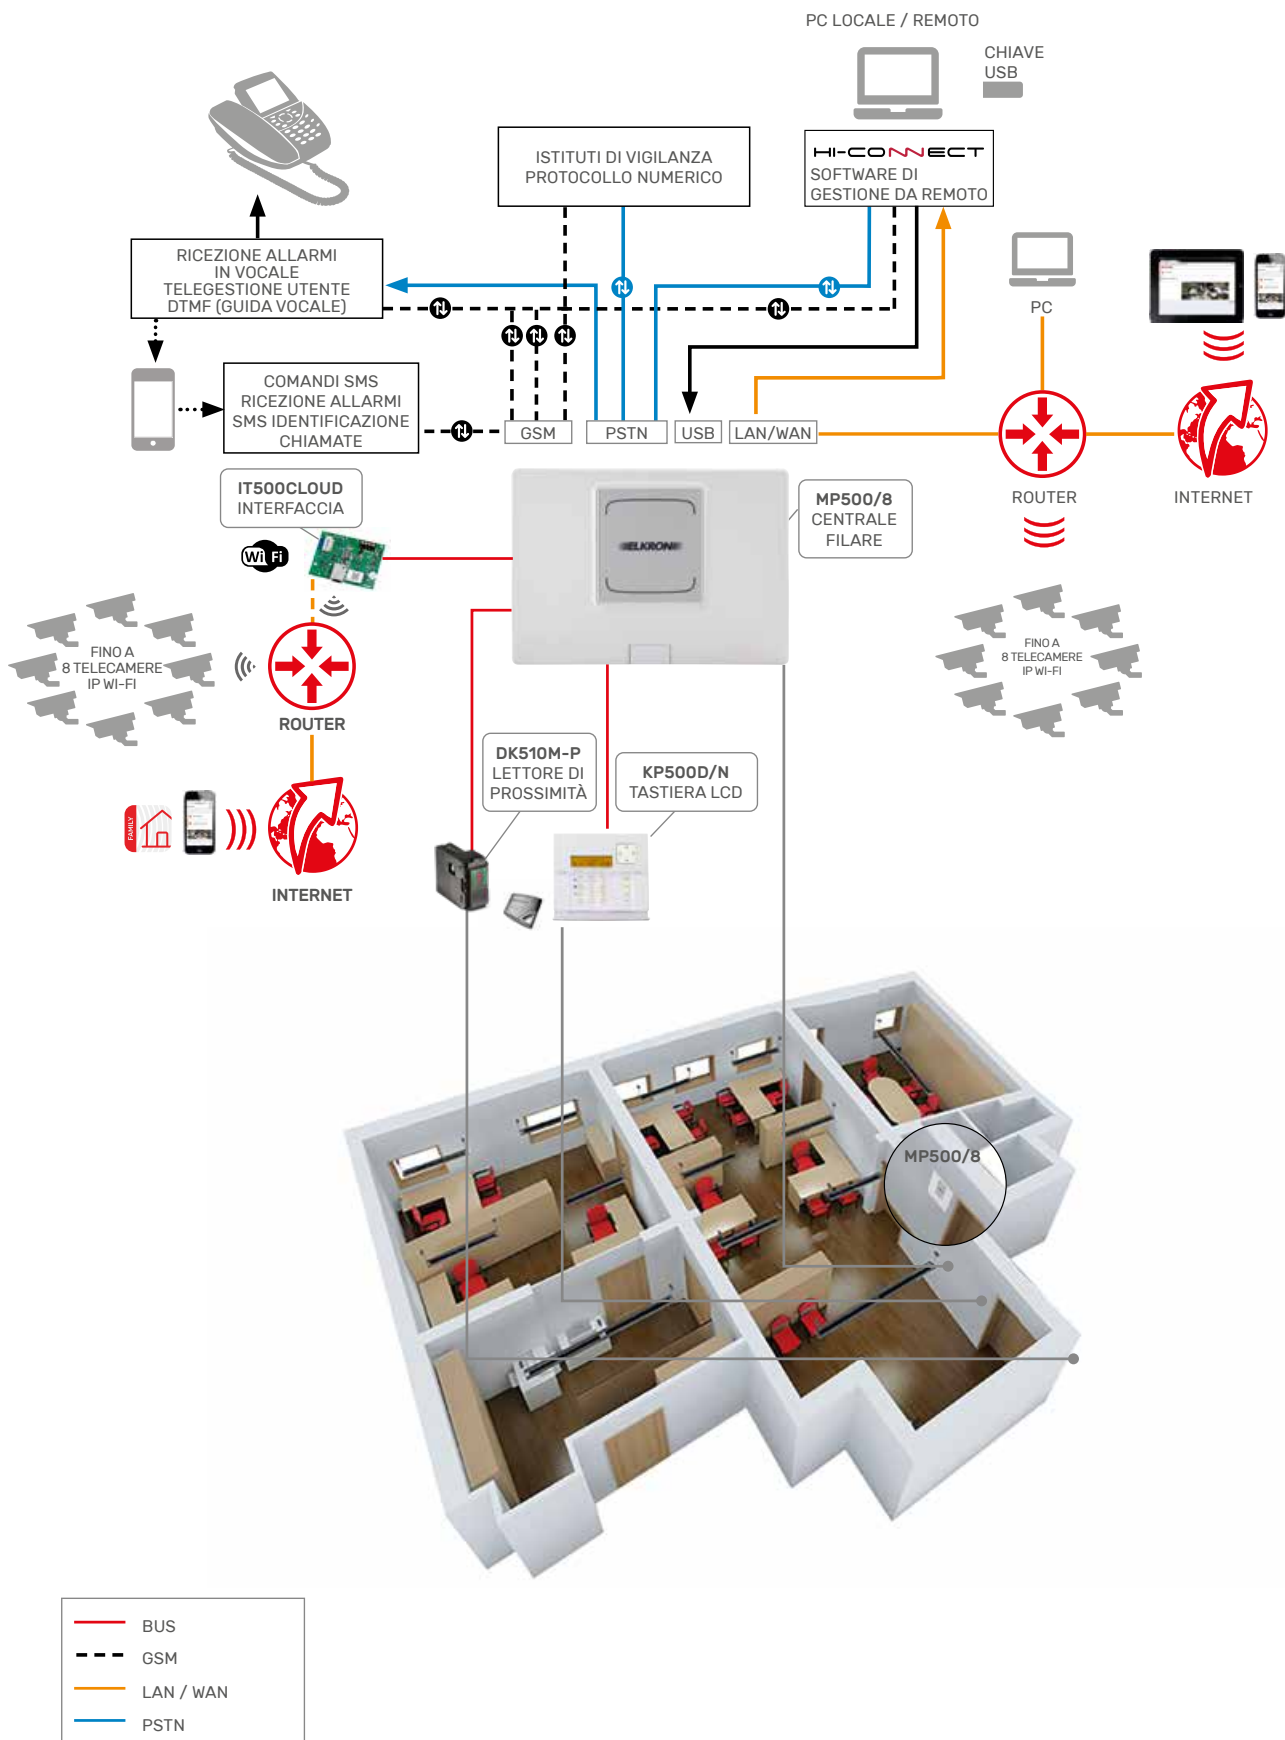 PC LOCALE / REMOTO
CHIAVE
USB
HI-CONNECT
SOFTWARE DI
GESTIONE DA REMOTO
ISTITUTI DI VIGILANZA
PROTOCOLLO NUMERICO
RICEZIONE ALLARMI
IN VOCALE
TELEGESTIONE UTENTE
DTMF (GUIDA VOCALE)
PC
COMANDI SMS
RICEZIONE ALLARMI
SMS IDENTIFICAZIONE
CHIAMATE
GSM
PSTN
USB
LAN/WAN
ROUTER
INTERNET
IT500CLOUD
INTERFACCIA
MP500/8
CENTRALE
FILARE
ELKRON
Wi Fi
FINO A
8 TELECAMERE
IP WI-FI
ROUTER
FINO A
8 TELECAMERE
IP WI-FI
DK510M-P
LETTORE DI
PROSSIMITÀ
KP500D/N
TASTIERA LCD
FAMILY
INTERNET
MP500/8
BUS
GSM
LAN / WAN
PSTN